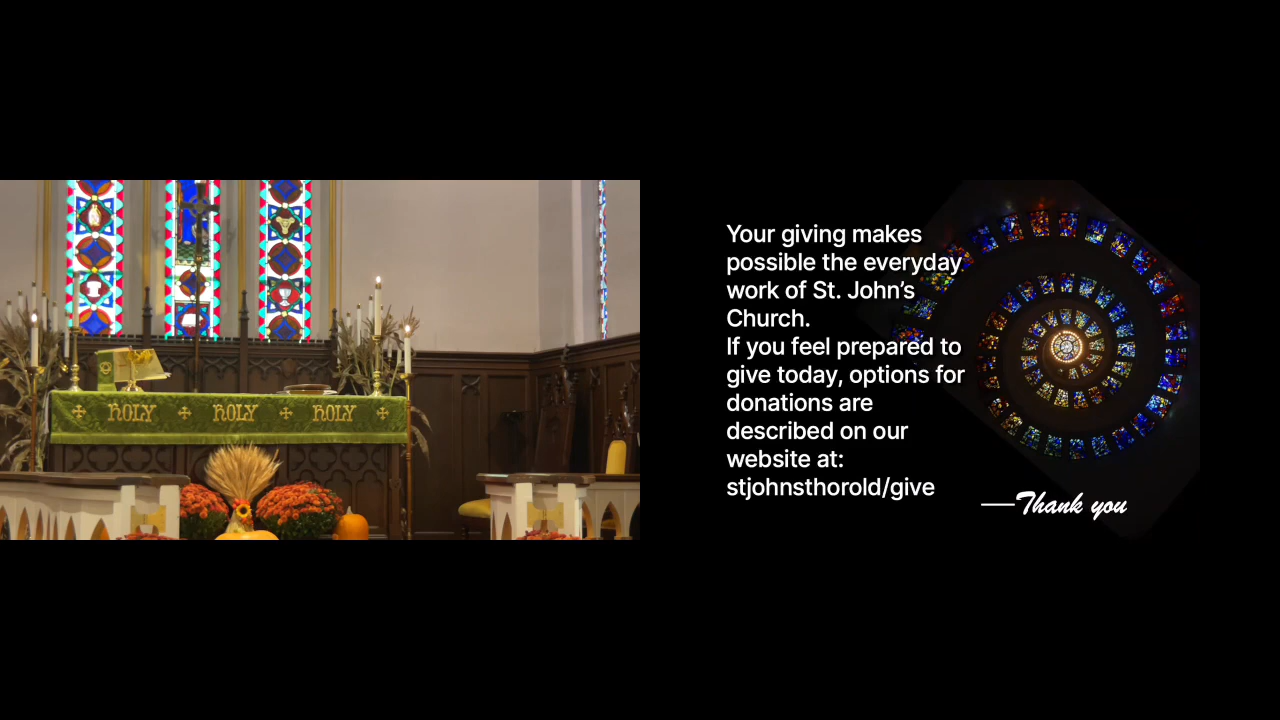 HOLY HOLY HOLY
Your giving makes
possible the everyday
work of St. John’s
Church.
If you feel prepared to
give today, options for
donations are
described on our
website at:
stjohnsthorold/give
—Thank you